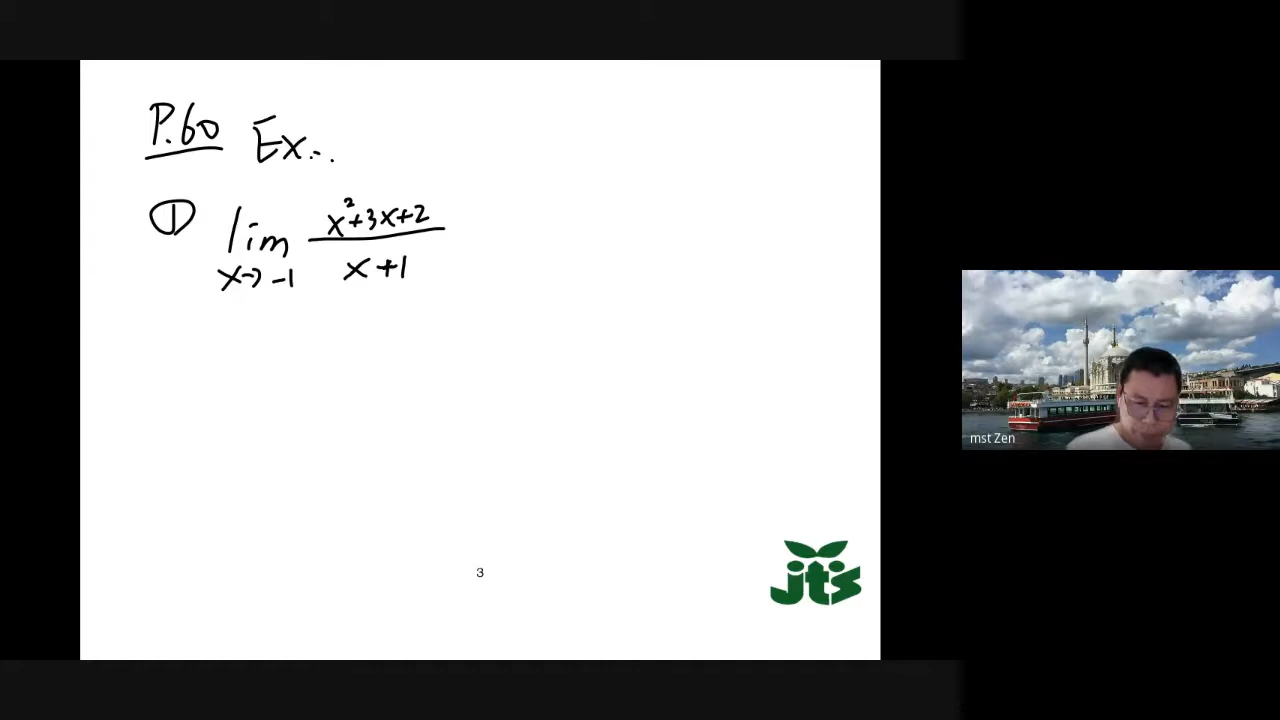 P.60 Ex..
① lim x²+3x+2
x→-1 x+1
mst Zen
3
jts